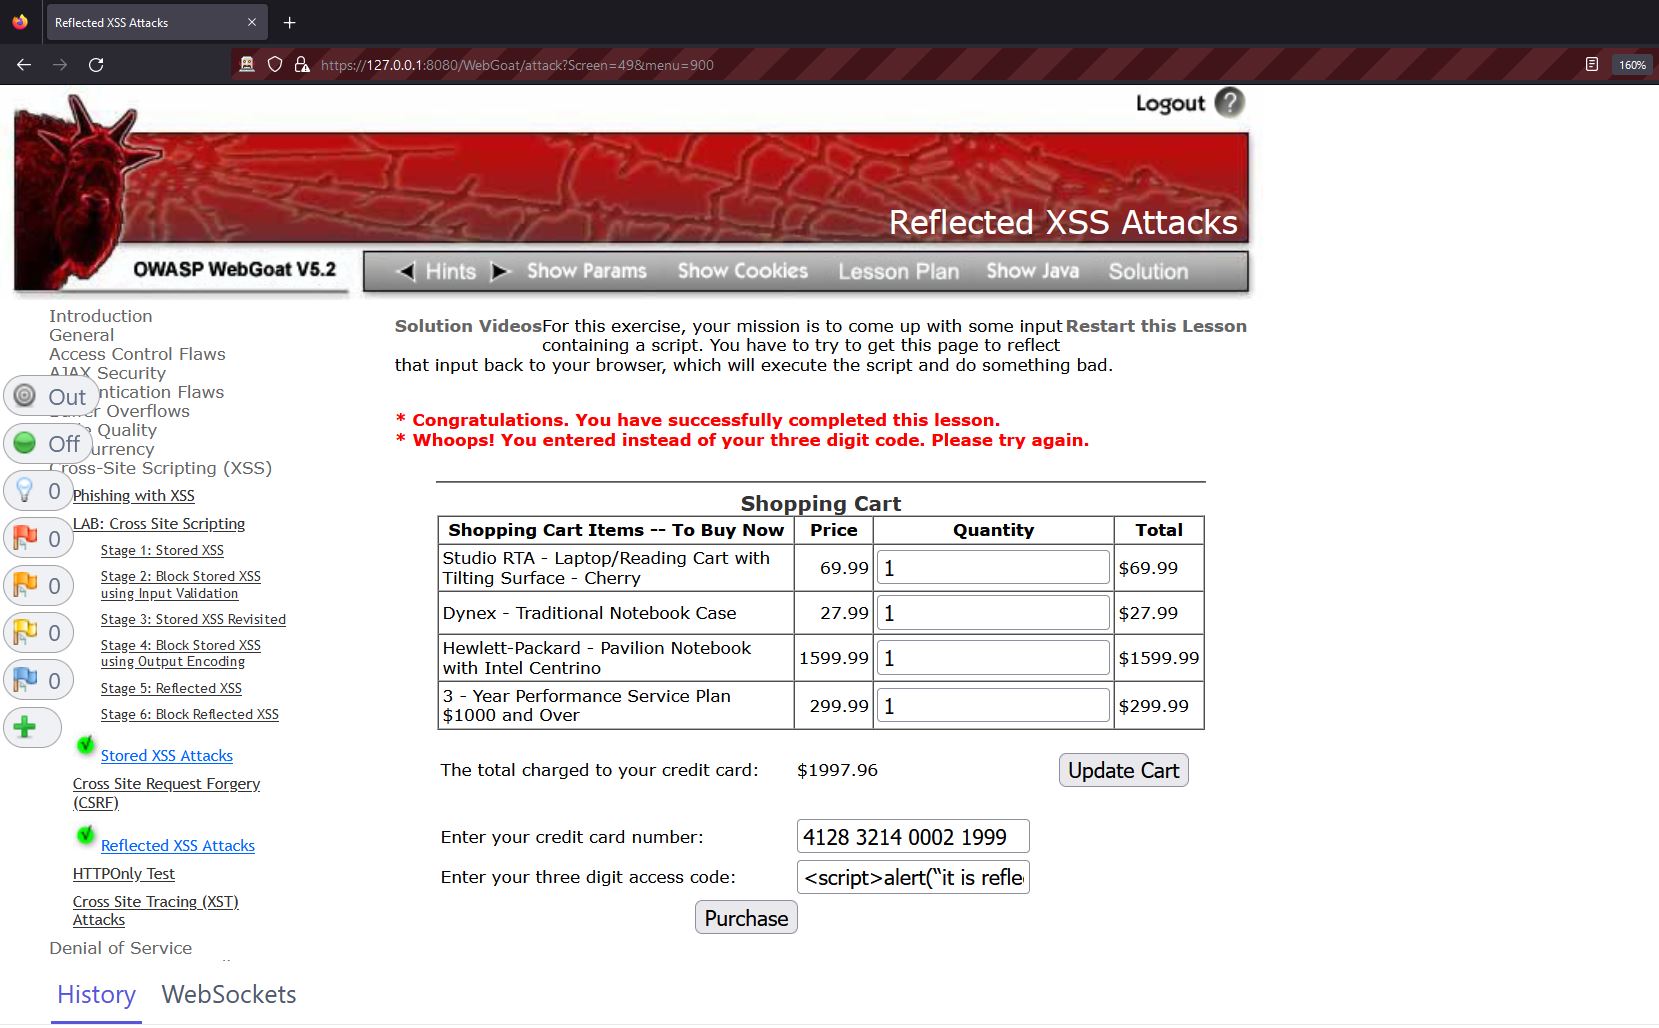 Reflected XSS Attacks
https://127.0.0.1:8080/WebGoat/attack?Screen=49&menu=900
160%
Logout ?
Reflected XSS Attacks
OWASP WebGoat V5.2
Hints Show Params Show Cookies Lesson Plan Show Java Solution
Introduction
General
Access Control Flaws
AJAX Security
ntication Flaws
Overflows
Quality
urrency
Cross-Site Scripting (XSS)
Phishing with XSS
LAB: Cross Site Scripting
Stage 1: Stored XSS
Stage 2: Block Stored XSS
using Input Validation
Stage 3: Stored XSS Revisited
Stage 4: Block Stored XSS
using Output Encoding
Stage 5: Reflected XSS
Stage 6: Block Reflected XSS
Stored XSS Attacks
Cross Site Request Forgery
(CSRF)
Reflected XSS Attacks
HTTPOnly Test
Cross Site Tracing (XST)
Attacks
Denial of Service
Out
Off
0
0
0
0
0
Solution Videos For this exercise, your mission is to come up with some input Restart this Lesson
containing a script. You have to try to get this page to reflect
that input back to your browser, which will execute the script and do something bad.
* Congratulations. You have successfully completed this lesson.
* Whoops! You entered instead of your three digit code. Please try again.
Shopping Cart
Shopping Cart Items -- To Buy Now Price Quantity Total
Studio RTA - Laptop/Reading Cart with
Tilting Surface - Cherry 69.99 1 $69.99
Dynex - Traditional Notebook Case 27.99 1 $27.99
Hewlett-Packard - Pavilion Notebook
with Intel Centrino 1599.99 1 $1599.99
3 - Year Performance Service Plan
$1000 and Over 299.99 1 $299.99
The total charged to your credit card: $1997.96 Update Cart
Enter your credit card number: 4128 3214 0002 1999
Enter your three digit access code: <script>alert("it is refle
Purchase
History WebSockets